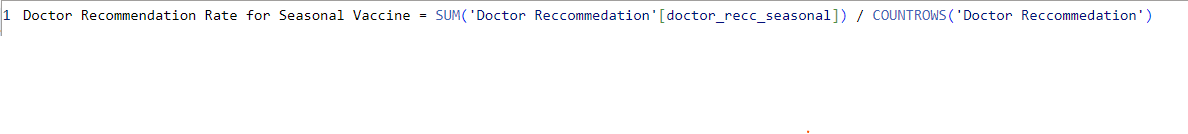 1 Doctor Recommendation Rate for Seasonal Vaccine = SUM('Doctor Reccommedation'[doctor_recc_seasonal]) / COUNTROWS('Doctor Reccommedation')